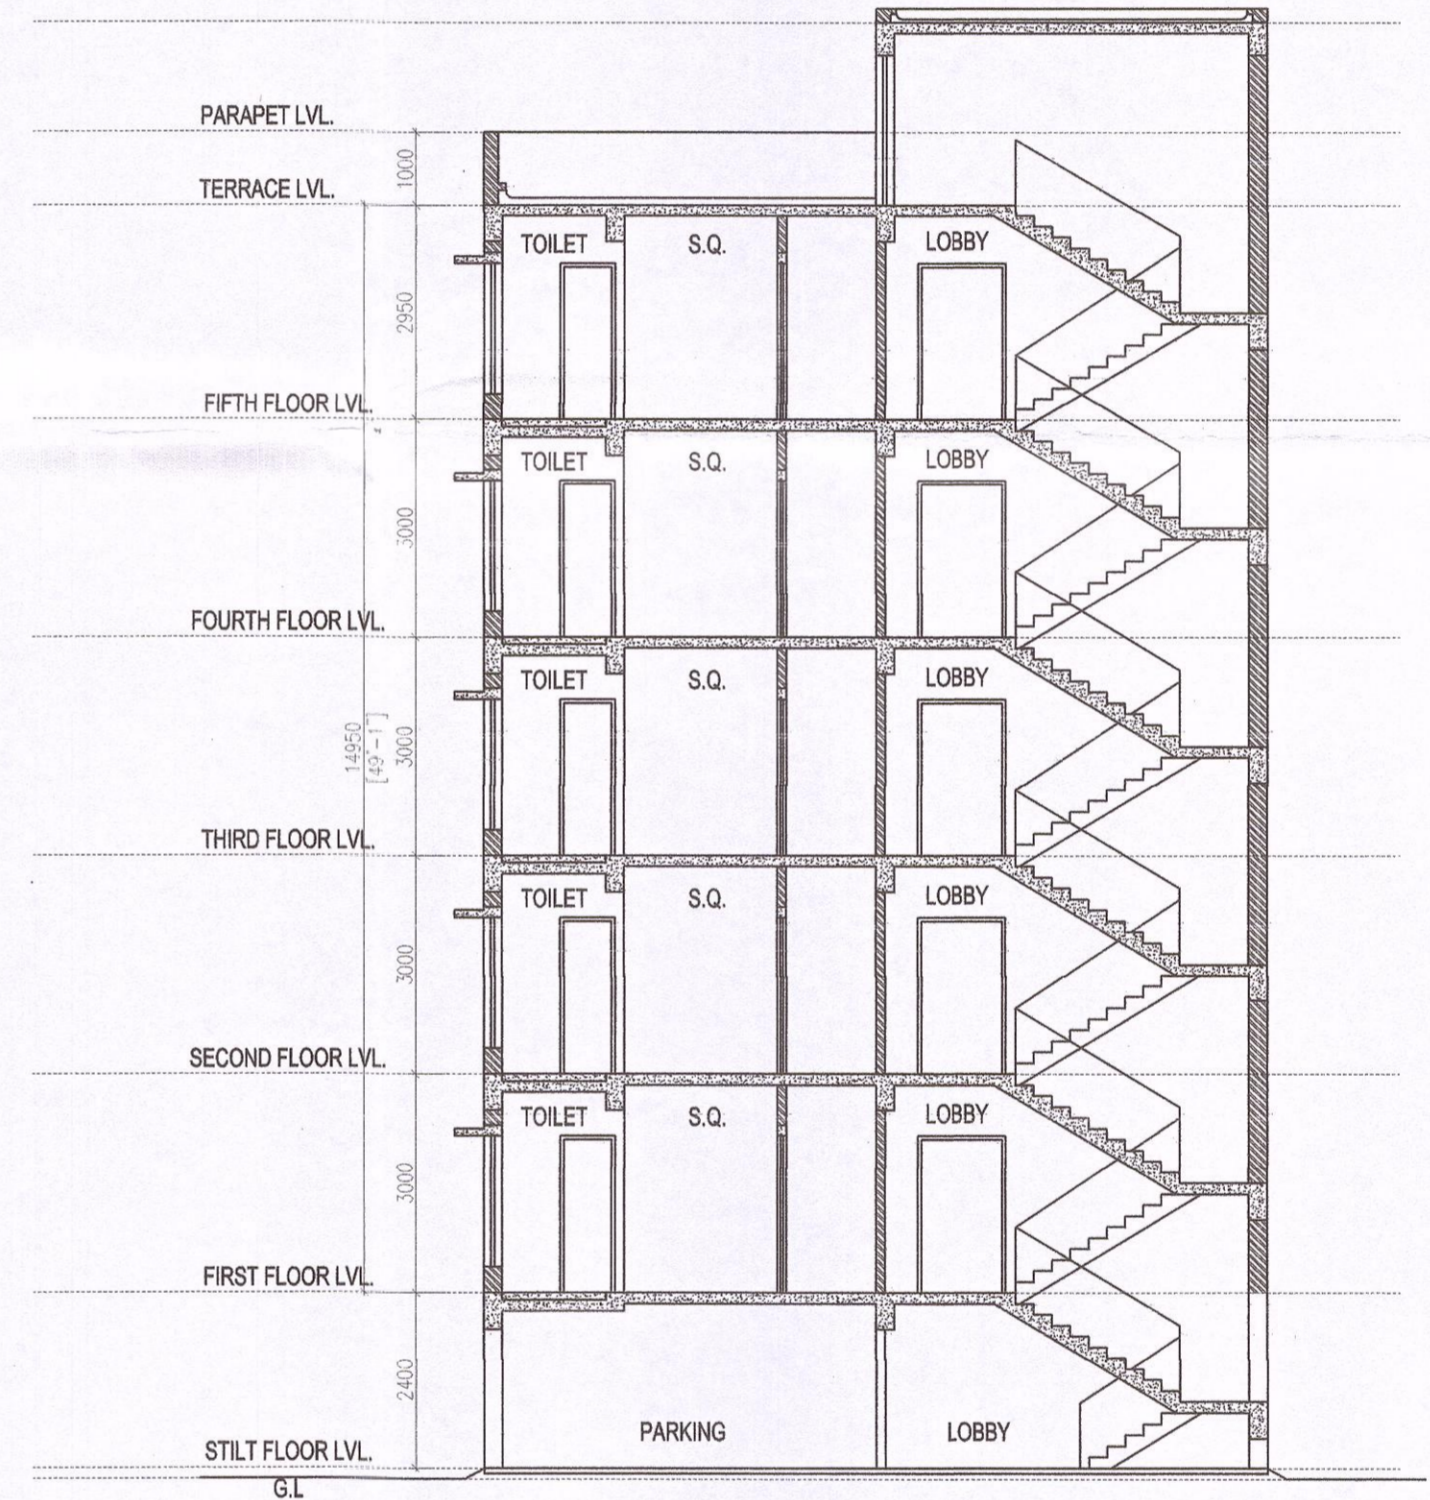 PARAPET LVL.
1000
TERRACE LVL.
TOILET S.Q. LOBBY
2950
FIFTH FLOOR LVL.
TOILET S.Q. LOBBY
3000
FOURTH FLOOR LVL.
TOILET S.Q. LOBBY
14950
[49'-1"]
3000
THIRD FLOOR LVL.
TOILET S.Q. LOBBY
3000
SECOND FLOOR LVL.
TOILET S.Q. LOBBY
3000
FIRST FLOOR LVL.
2400
PARKING LOBBY
STILT FLOOR LVL.
G.L